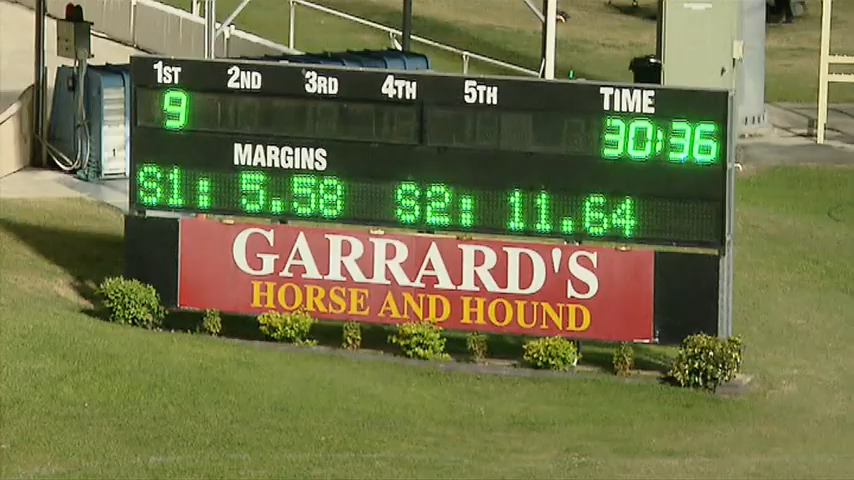 1ST 2ND 3RD 4TH 5TH TIME
9 30:36
MARGINS
S1: 5.58 S2: 11.64
GARRARD'S
HORSE AND HOUND